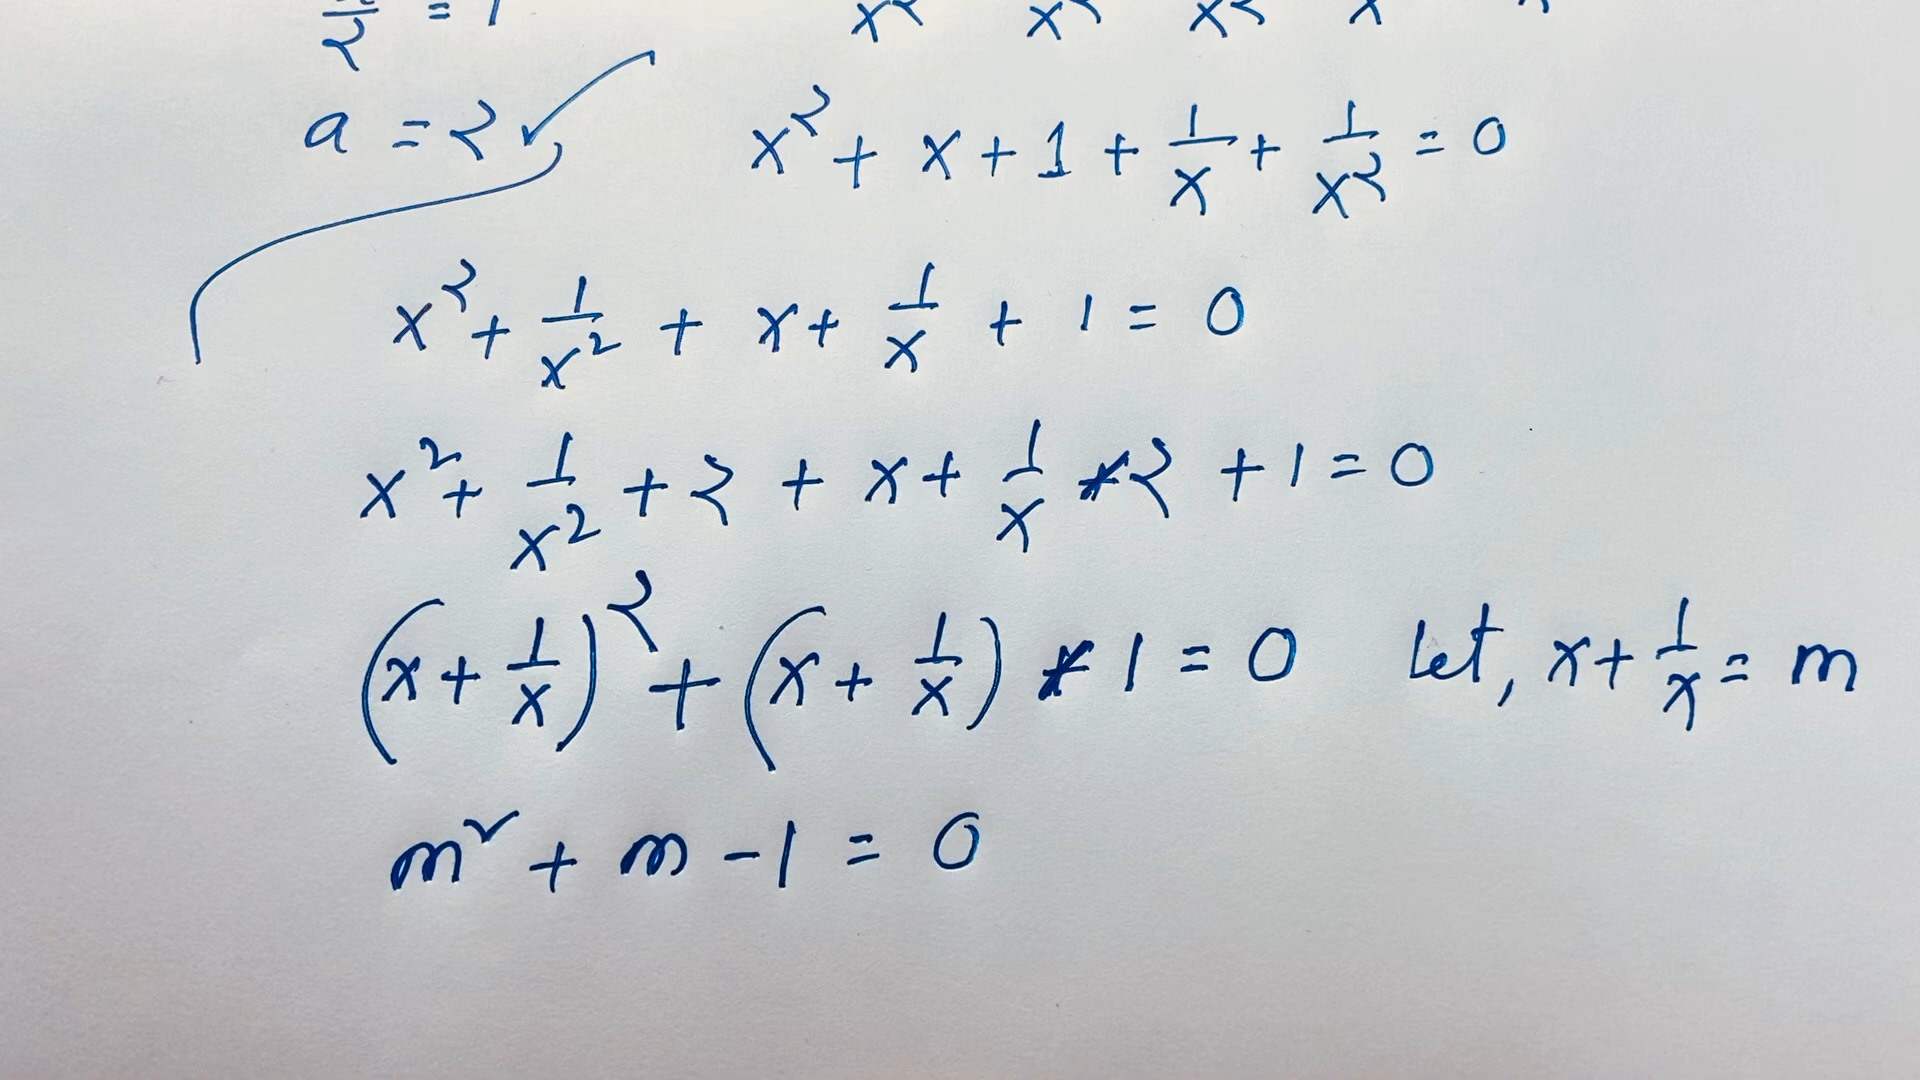 a = 2 ✓
x² + x + 1 + 1/x + 1/x² = 0
x² + 1/x² + x + 1/x + 1 = 0
x² + 1/x² + 2 + x + 1/x - 2 + 1 = 0
(x + 1/x)² + (x + 1/x) - 1 = 0 let, x + 1/x = m
m² + m - 1 = 0